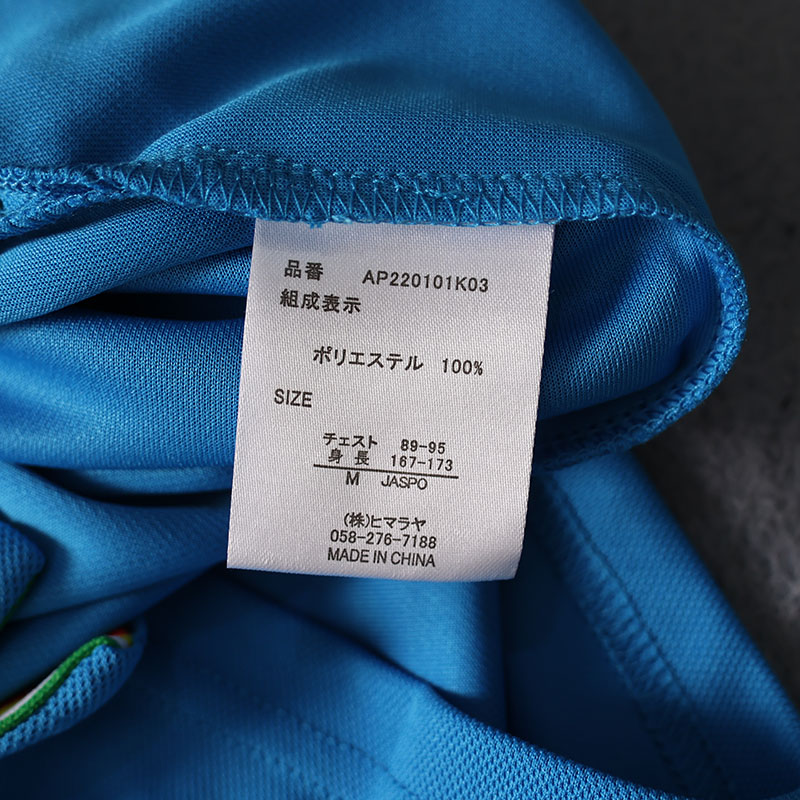 品番 AP220101K03
組成表示
ポリエステル 100%
SIZE
チェスト 89-95
身長 167-173
M JASPO
(株)ヒマラヤ
058-276-7188
MADE IN CHINA